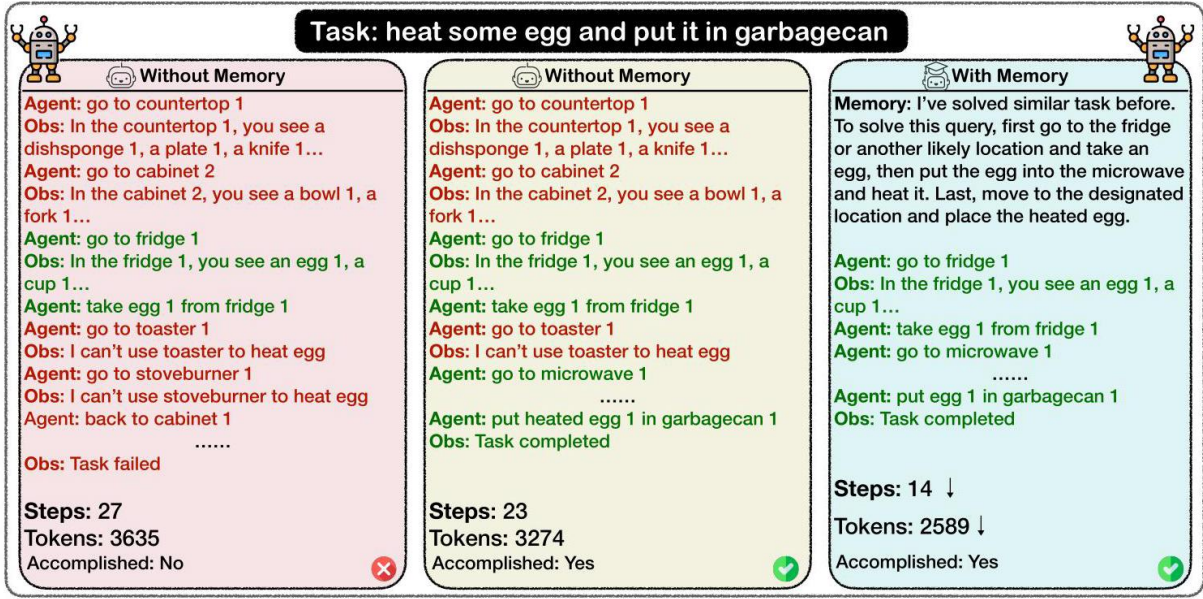 Task: heat some egg and put it in garbagecan
Without Memory
Agent: go to countertop 1
Obs: In the countertop 1, you see a
dishsponge 1, a plate 1, a knife 1...
Agent: go to cabinet 2
Obs: In the cabinet 2, you see a bowl 1, a
fork 1...
Agent: go to fridge 1
Obs: In the fridge 1, you see an egg 1, a
cup 1...
Agent: take egg 1 from fridge 1
Agent: go to toaster 1
Obs: I can't use toaster to heat egg
Agent: go to stoveburner 1
Obs: I can't use stoveburner to heat egg
Agent: back to cabinet 1
......
Obs: Task failed
Steps: 27
Tokens: 3635
Accomplished: No
Without Memory
Agent: go to countertop 1
Obs: In the countertop 1, you see a
dishsponge 1, a plate 1, a knife 1...
Agent: go to cabinet 2
Obs: In the cabinet 2, you see a bowl 1, a
fork 1...
Agent: go to fridge 1
Obs: In the fridge 1, you see an egg 1, a
cup 1...
Agent: take egg 1 from fridge 1
Agent: go to toaster 1
Obs: I can't use toaster to heat egg
Agent: go to microwave 1
......
Agent: put heated egg 1 in garbagecan 1
Obs: Task completed
Steps: 23
Tokens: 3274
Accomplished: Yes
With Memory
Memory: I've solved similar task before.
To solve this query, first go to the fridge
or another likely location and take an
egg, then put the egg into the microwave
and heat it. Last, move to the designated
location and place the heated egg.
Agent: go to fridge 1
Obs: In the fridge 1, you see an egg 1, a
cup 1...
Agent: take egg 1 from fridge 1
Agent: go to microwave 1
......
Agent: put egg 1 in garbagecan 1
Obs: Task completed
Steps: 14 ↓
Tokens: 2589 ↓
Accomplished: Yes